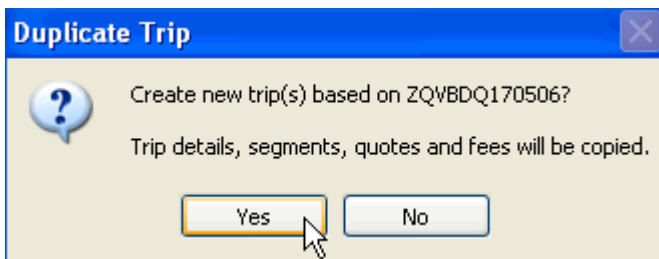 Duplicate Trip
Create new trip(s) based on ZQVBDQ170506?
Trip details, segments, quotes and fees will be copied.
Yes No